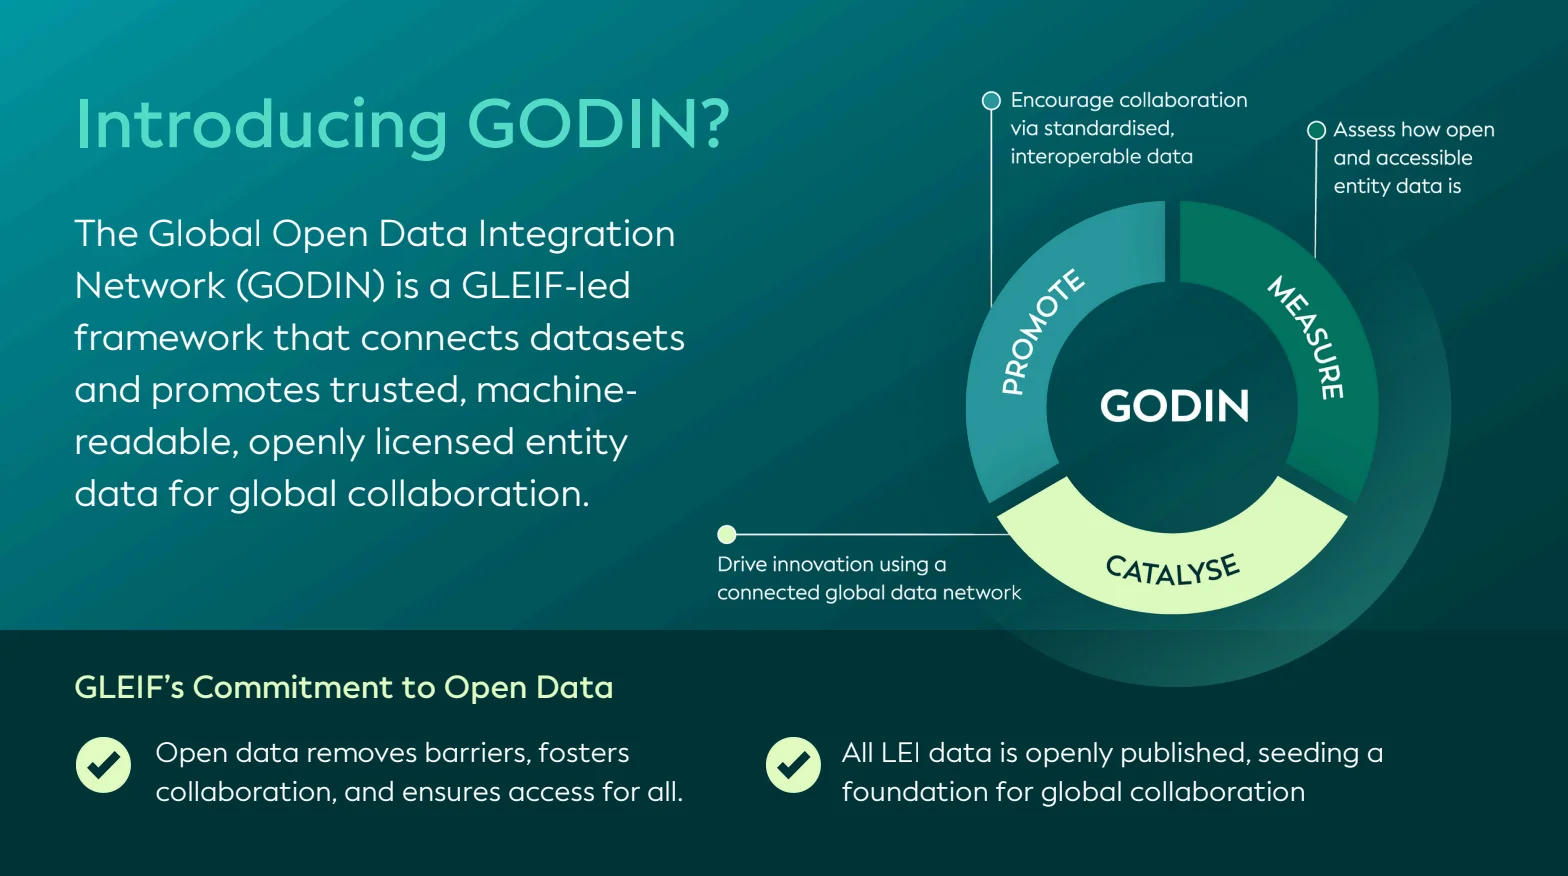 Introducing GODIN?
The Global Open Data Integration
Network (GODIN) is a GLEIF-led
framework that connects datasets
and promotes trusted, machine-
readable, openly licensed entity
data for global collaboration.
Encourage collaboration
via standardised,
interoperable data
Assess how open
and accessible
entity data is
PROMOTE
MEASURE
GODIN
CATALYSE
Drive innovation using a
connected global data network
GLEIF’s Commitment to Open Data
Open data removes barriers, fosters
collaboration, and ensures access for all.
All LEI data is openly published, seeding a
foundation for global collaboration